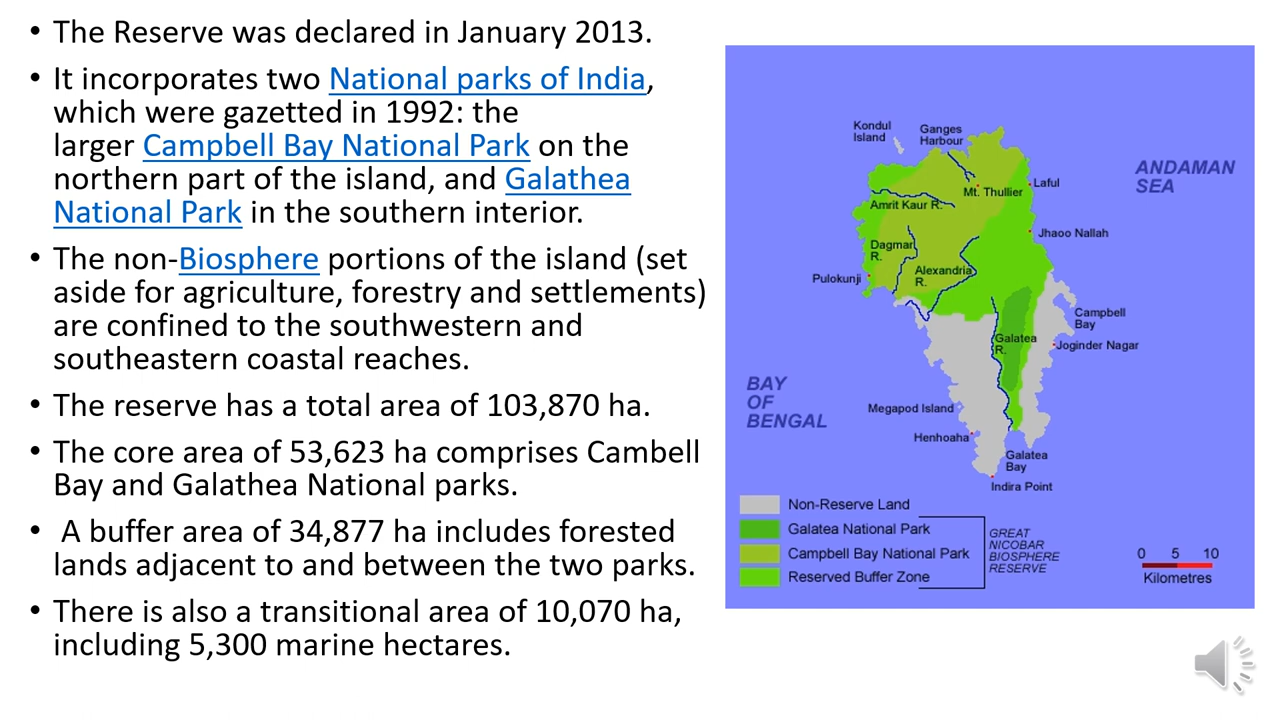 • The Reserve was declared in January 2013.
• It incorporates two National parks of India,
which were gazetted in 1992: the
larger Campbell Bay National Park on the
northern part of the island, and Galathea
National Park in the southern interior.
• The non-Biosphere portions of the island (set
aside for agriculture, forestry and settlements)
are confined to the southwestern and
southeastern coastal reaches.
• The reserve has a total area of 103,870 ha.
• The core area of 53,623 ha comprises Cambell
Bay and Galathea National parks.
• A buffer area of 34,877 ha includes forested
lands adjacent to and between the two parks.
• There is also a transitional area of 10,070 ha,
including 5,300 marine hectares.
Kondul
Island
Ganges
Harbour
ANDAMAN
SEA
Mt. Thullier
Laful
Amrit Kaur R.
Jhaoo Nallah
Dagmar
R.
Alexandria
R.
Pulokunji
Campbell
Bay
Galatea
R.
Joginder Nagar
BAY
OF
BENGAL
Megapod Island
Henhoaha
Galatea
Bay
Indira Point
Non-Reserve Land
Galatea National Park
Campbell Bay National Park
Reserved Buffer Zone
GREAT
NICOBAR
BIOSPHERE
RESERVE
0 5 10
Kilometres